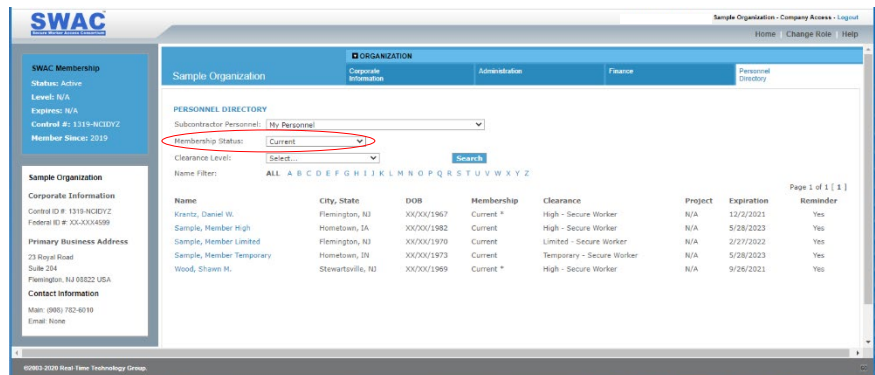 SWAC
Secure Worker Access Consortium
Sample Organization - Company Access - Logout
Home | Change Role | Help
SWAC Membership
Status: Active
Level: N/A
Expires: N/A
Control #: 1319-NCIDYZ
Member Since: 2019
Sample Organization
Corporate Information
Control ID #: 1319-NCIDYZ
Federal ID #: XX-XXX4599
Primary Business Address
23 Royal Road
Suite 204
Flemington, NJ 08822 USA
Contact Information
Main: (908) 782-6010
Email: None
ORGANIZATION
Sample Organization
Corporate Information
Administration
Finance
Personnel Directory
PERSONNEL DIRECTORY
Subcontractor Personnel: My Personnel
Membership Status: Current
Clearance Level: Select... Search
Name Filter: ALL A B C D E F G H I J K L M N O P Q R S T U V W X Y Z
Page 1 of 1 [ 1 ]
Name City, State DOB Membership Clearance Project Expiration Reminder
Krantz, Daniel W. Flemington, NJ XX/XX/1967 Current * High - Secure Worker N/A 12/2/2021 Yes
Sample, Member High Hometown, IA XX/XX/1982 Current High - Secure Worker N/A 5/28/2023 Yes
Sample, Member Limited Flemington, NJ XX/XX/1970 Current Limited - Secure Worker N/A 2/27/2022 Yes
Sample, Member Temporary Hometown, IN XX/XX/1973 Current Temporary - Secure Worker N/A 5/28/2023 Yes
Wood, Shawn M. Stewartsville, NJ XX/XX/1969 Current * High - Secure Worker N/A 9/26/2021 Yes
©2003-2020 Real-Time Technology Group.